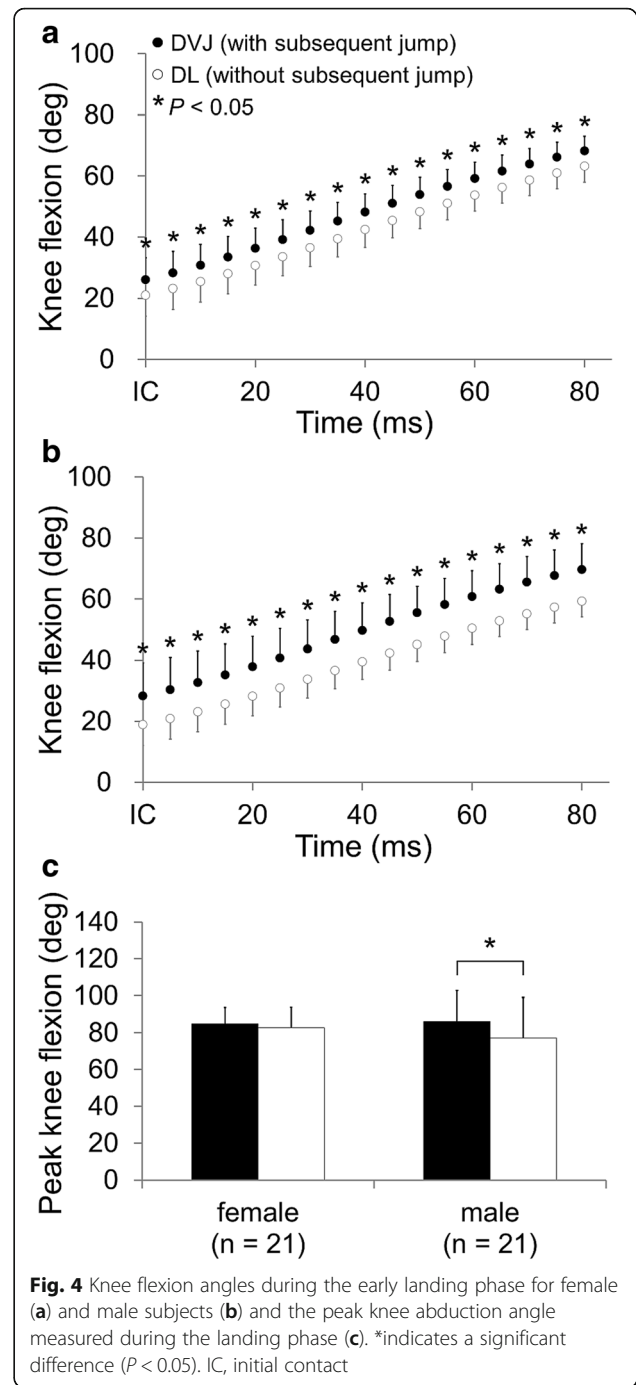 a
● DVJ (with subsequent jump)
○ DL (without subsequent jump)
* P < 0.05
Knee flexion (deg)
100
80
60
40
20
0
* * * * * * * * * * * * * * * * *
IC 20 40 60 80
Time (ms)
b
Knee flexion (deg)
100
80
60
40
20
0
* * * * * * * * * * * * * * * * *
IC 20 40 60 80
Time (ms)
c
Peak knee flexion (deg)
140
120
100
80
60
40
20
0
*
female male
(n = 21) (n = 21)
Fig. 4 Knee flexion angles during the early landing phase for female
(a) and male subjects (b) and the peak knee abduction angle
measured during the landing phase (c). *indicates a significant
difference (P < 0.05). IC, initial contact